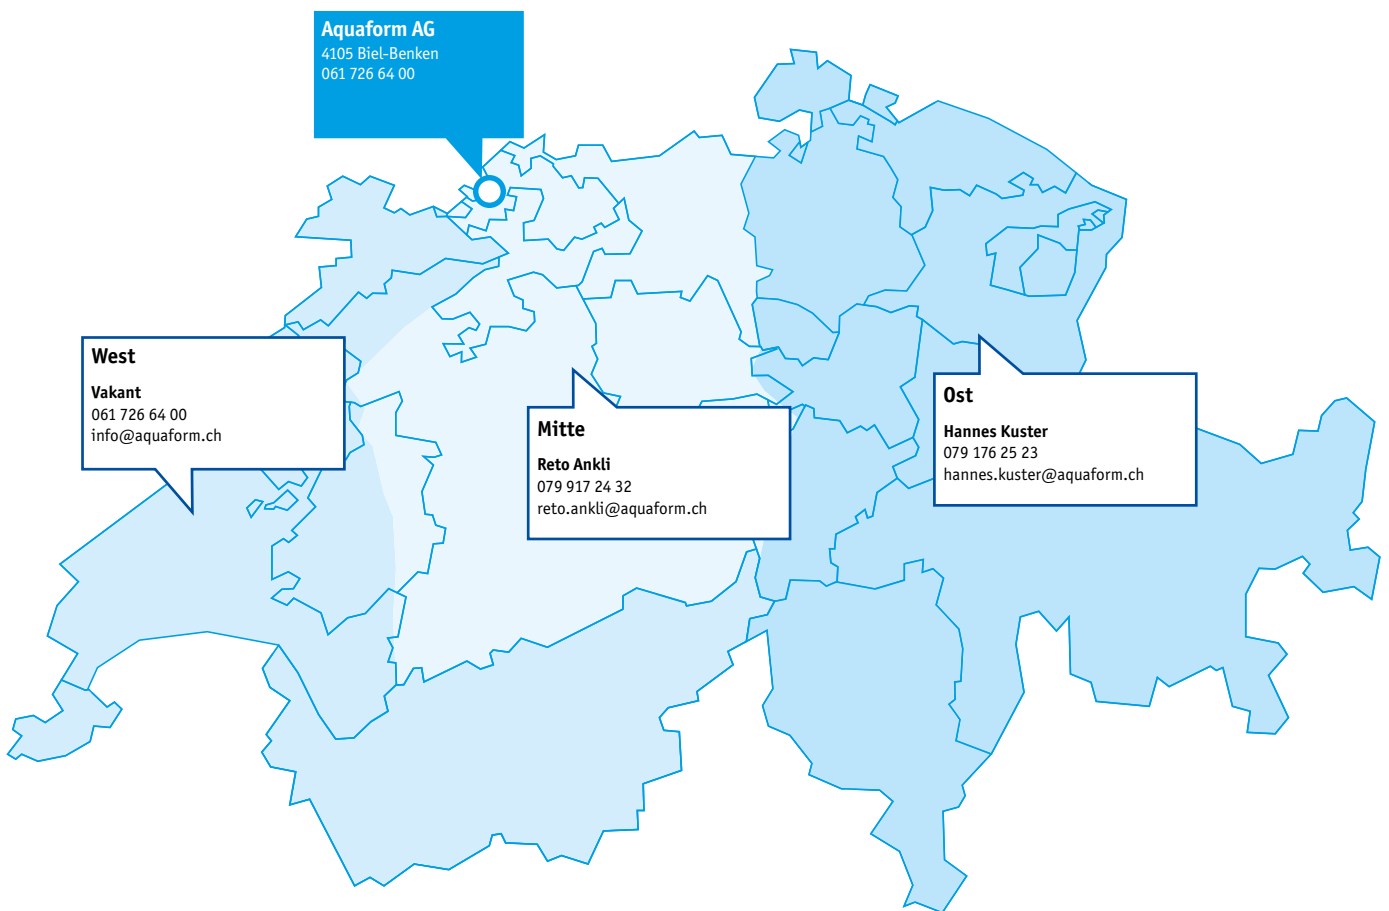 Aquaform AG
4105 Biel-Benken
061 726 64 00
West
Vakant
061 726 64 00
info@aquaform.ch
Mitte
Reto Ankli
079 917 24 32
reto.ankli@aquaform.ch
Ost
Hannes Kuster
079 176 25 23
hannes.kuster@aquaform.ch